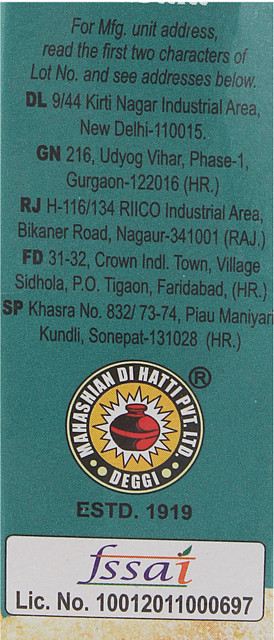 For Mfg. unit address,
read the first two characters of
Lot No. and see addresses below.
DL 9/44 Kirti Nagar Industrial Area,
New Delhi-110015.
GN 216, Udyog Vihar, Phase-1,
Gurgaon-122016 (HR.)
RJ H-116/134 RIICO Industrial Area,
Bikaner Road, Nagaur-341001 (RAJ.)
FD 31-32, Crown Indl. Town, Village
Sidhola, P.O. Tigaon, Faridabad, (HR.)
SP Khasra No. 832/ 73-74, Piau Maniyari
Kundli, Sonepat-131028 (HR.)
MAHASHIAN DI HATTI PVT. LTD.
®
DEGGI
ESTD. 1919
fssai
Lic. No. 10012011000697